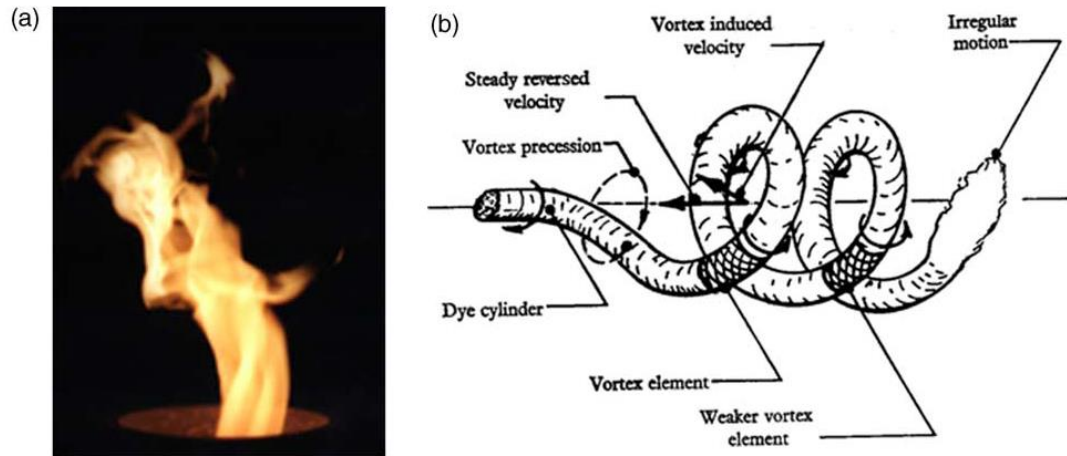 (a)
(b)
Vortex induced
velocity
Irregular
motion
Steady reversed
velocity
Vortex precession
Dye cylinder
Vortex element
Weaker vortex
element